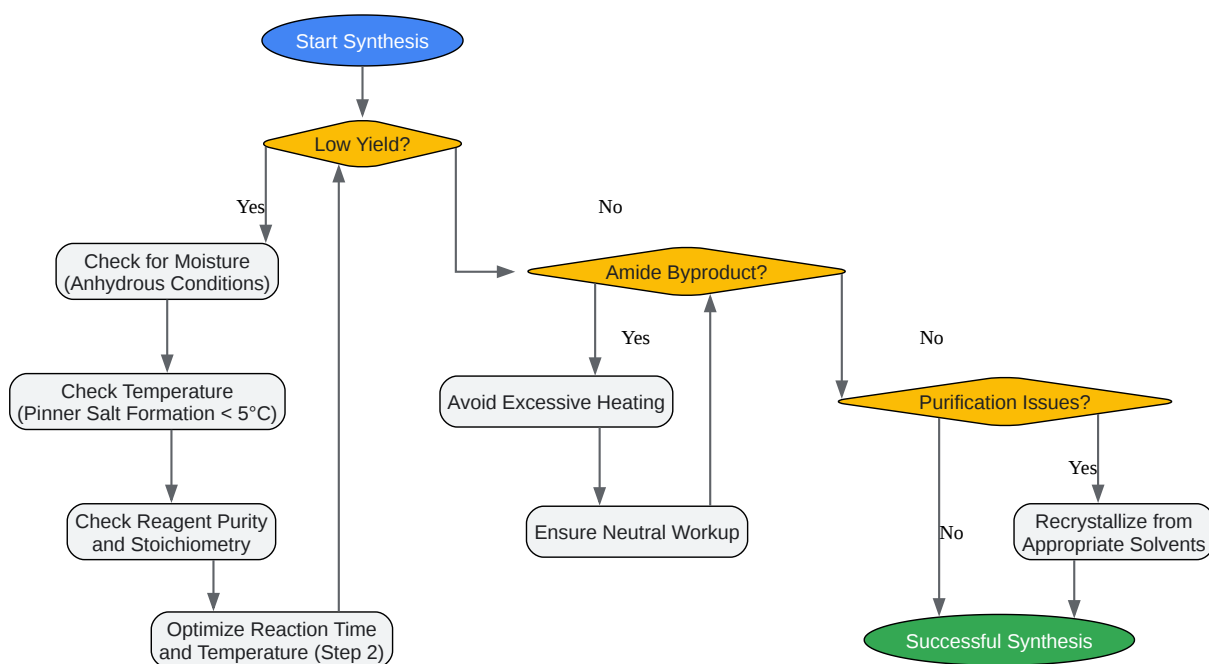 Start Synthesis
Low Yield?
Yes
No
Check for Moisture
(Anhydrous Conditions)
Amide Byproduct?
Yes
No
Check Temperature
(Pinner Salt Formation < 5°C)
Avoid Excessive Heating
Purification Issues?
Yes
No
Check Reagent Purity
and Stoichiometry
Ensure Neutral Workup
Recrystallize from
Appropriate Solvents
Optimize Reaction Time
and Temperature (Step 2)
Successful Synthesis